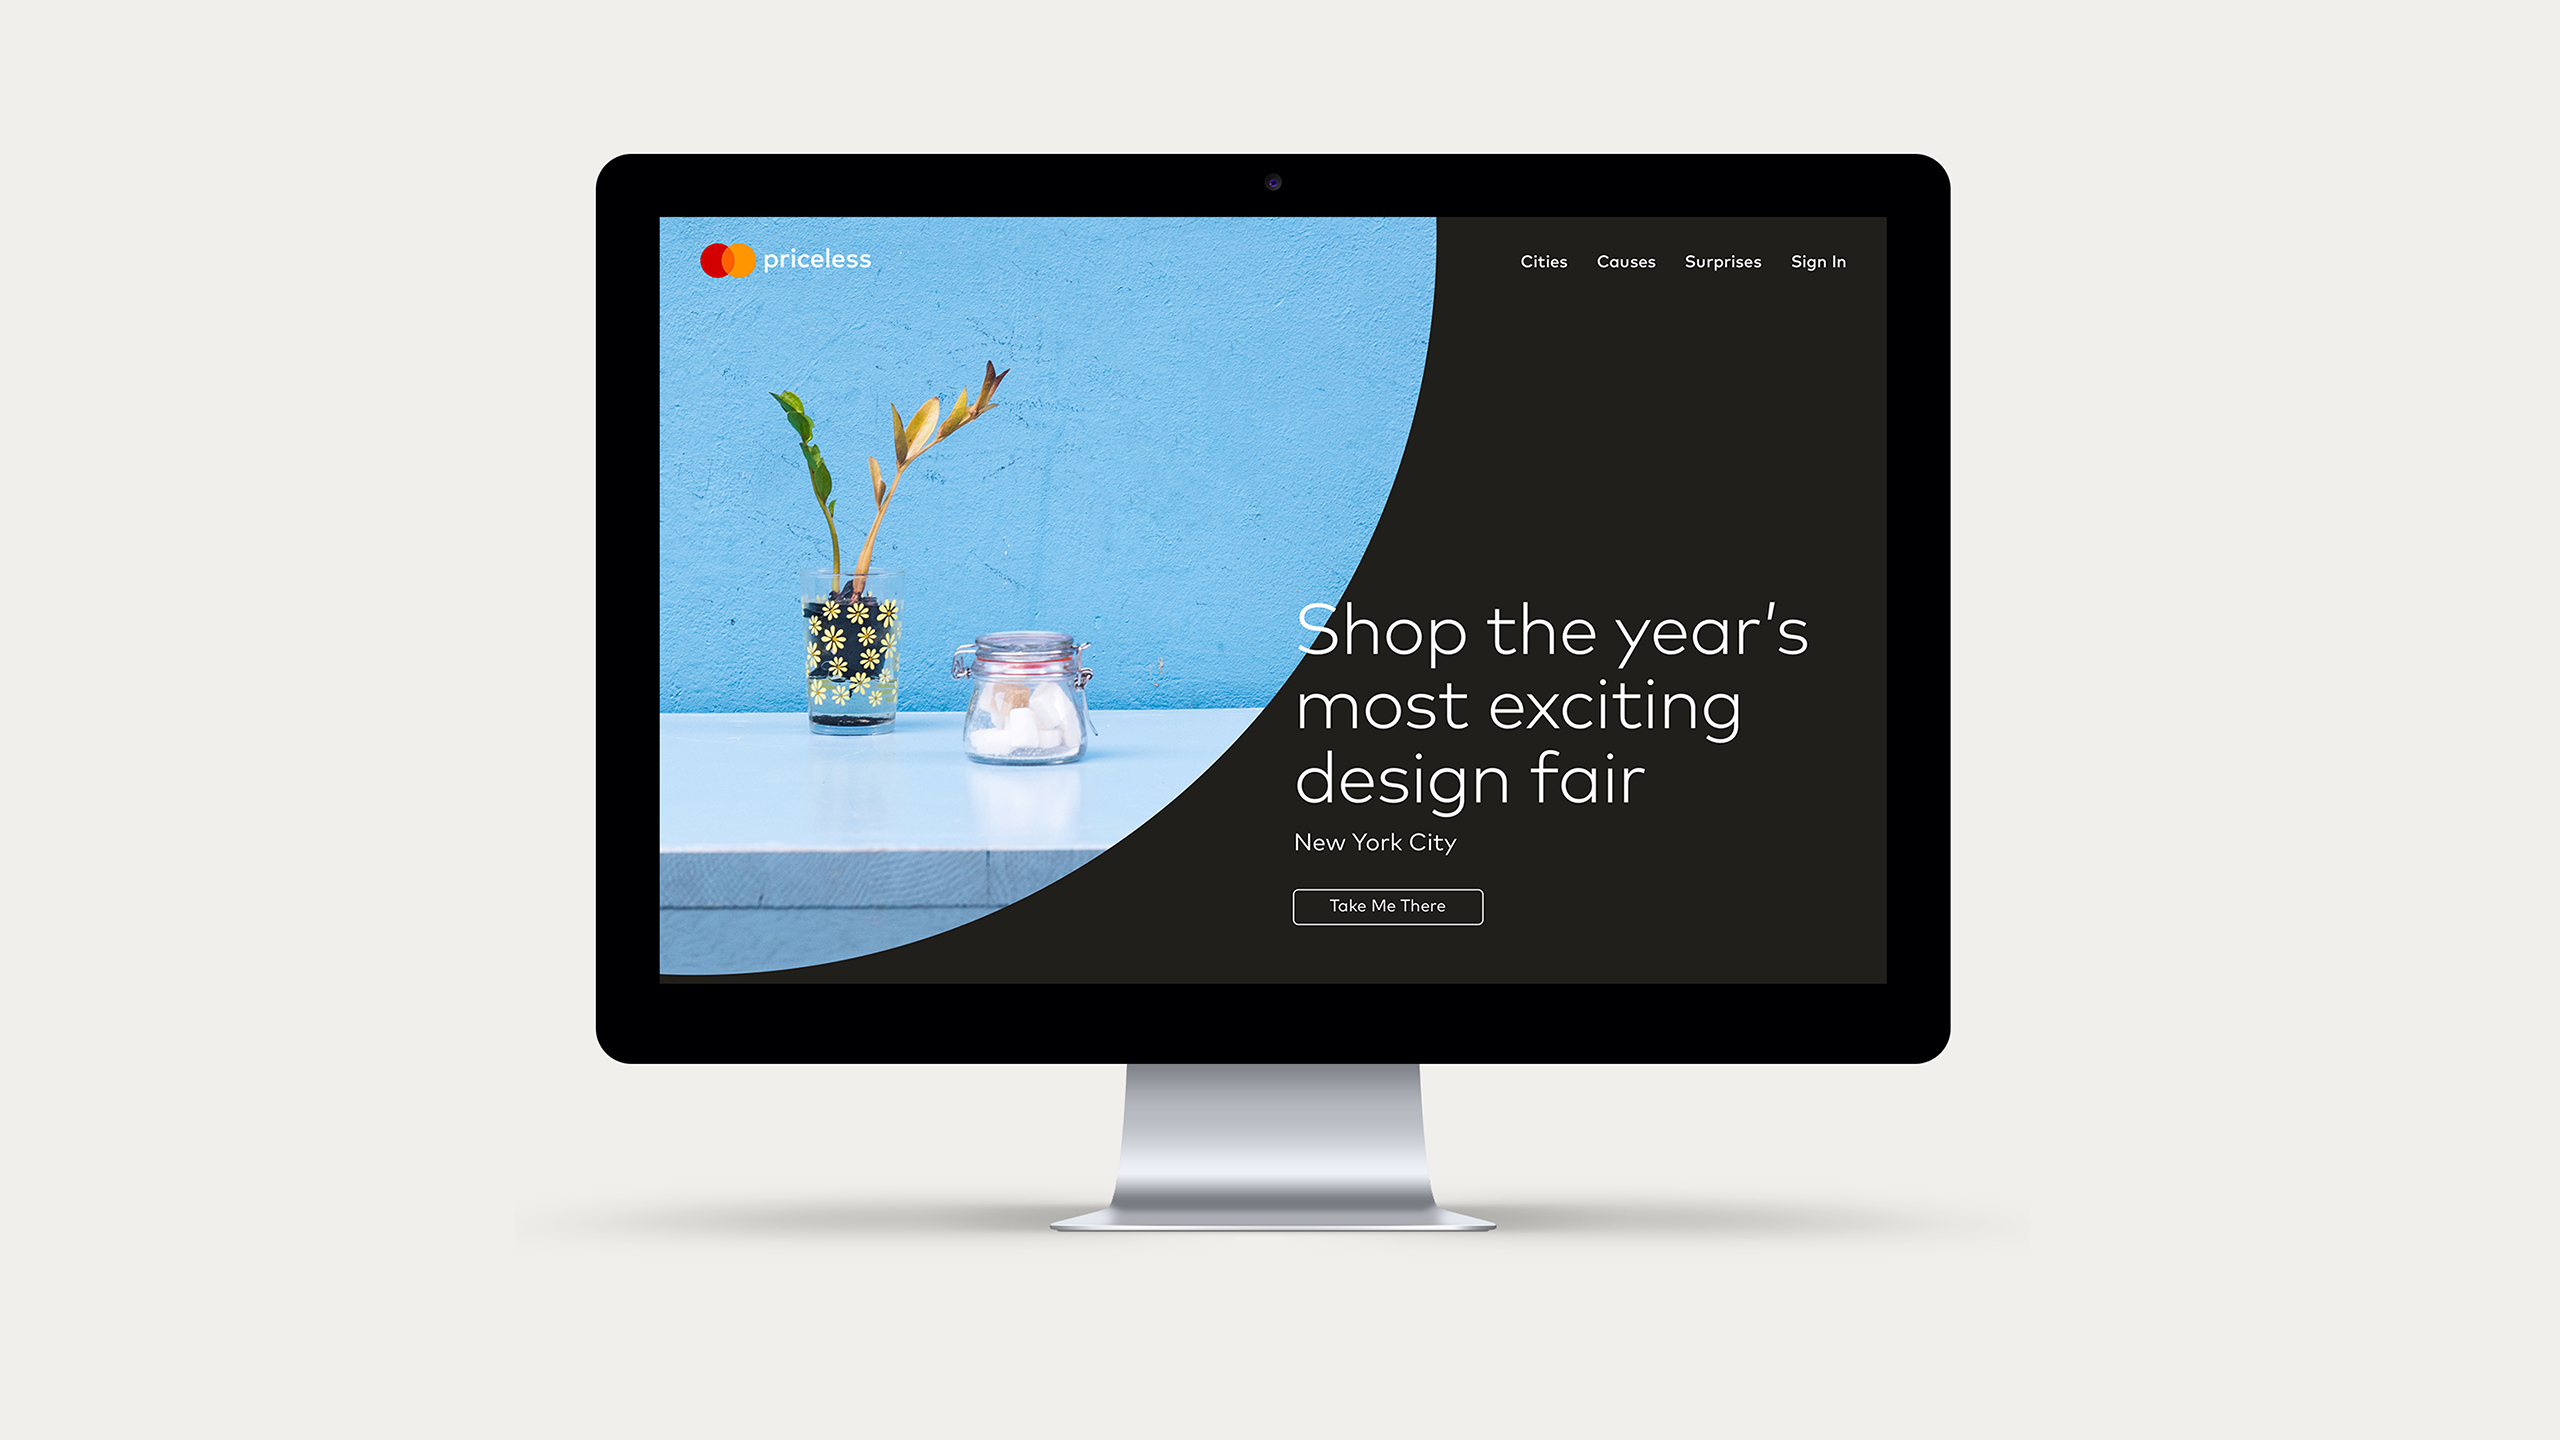 priceless
Cities Causes Surprises Sign In
Shop the year's
most exciting
design fair
New York City
Take Me There